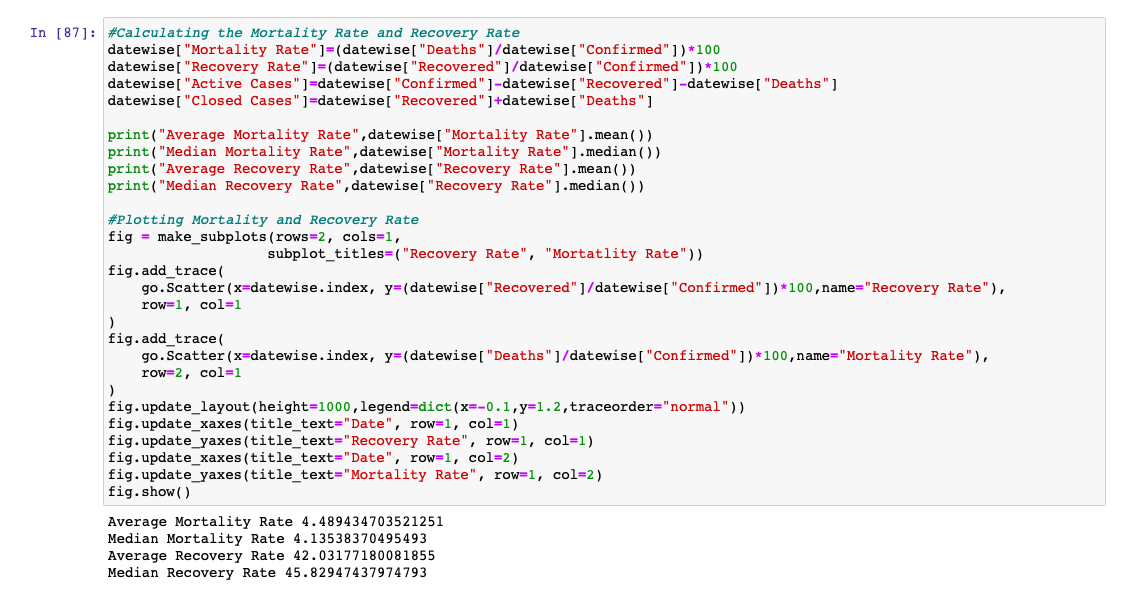 In [87]: #Calculating the Mortality Rate and Recovery Rate
datewise["Mortality Rate"]=(datewise["Deaths"]/datewise["Confirmed"])*100
datewise["Recovery Rate"]=(datewise["Recovered"]/datewise["Confirmed"])*100
datewise["Active Cases"]=datewise["Confirmed"]-datewise["Recovered"]-datewise["Deaths"]
datewise["Closed Cases"]=datewise["Recovered"]+datewise["Deaths"]

print("Average Mortality Rate",datewise["Mortality Rate"].mean())
print("Median Mortality Rate",datewise["Mortality Rate"].median())
print("Average Recovery Rate",datewise["Recovery Rate"].mean())
print("Median Recovery Rate",datewise["Recovery Rate"].median())

#Plotting Mortality and Recovery Rate
fig = make_subplots(rows=2, cols=1,
                   subplot_titles=("Recovery Rate", "Mortatlity Rate"))
fig.add_trace(
    go.Scatter(x=datewise.index, y=(datewise["Recovered"]/datewise["Confirmed"])*100,name="Recovery Rate"),
    row=1, col=1
)
fig.add_trace(
    go.Scatter(x=datewise.index, y=(datewise["Deaths"]/datewise["Confirmed"])*100,name="Mortality Rate"),
    row=2, col=1
)
fig.update_layout(height=1000,legend=dict(x=-0.1,y=1.2,traceorder="normal"))
fig.update_xaxes(title_text="Date", row=1, col=1)
fig.update_yaxes(title_text="Recovery Rate", row=1, col=1)
fig.update_xaxes(title_text="Date", row=1, col=2)
fig.update_yaxes(title_text="Mortality Rate", row=1, col=2)
fig.show()

Average Mortality Rate 4.489434703521251
Median Mortality Rate 4.13538370495493
Average Recovery Rate 42.03177180081855
Median Recovery Rate 45.82947437974793